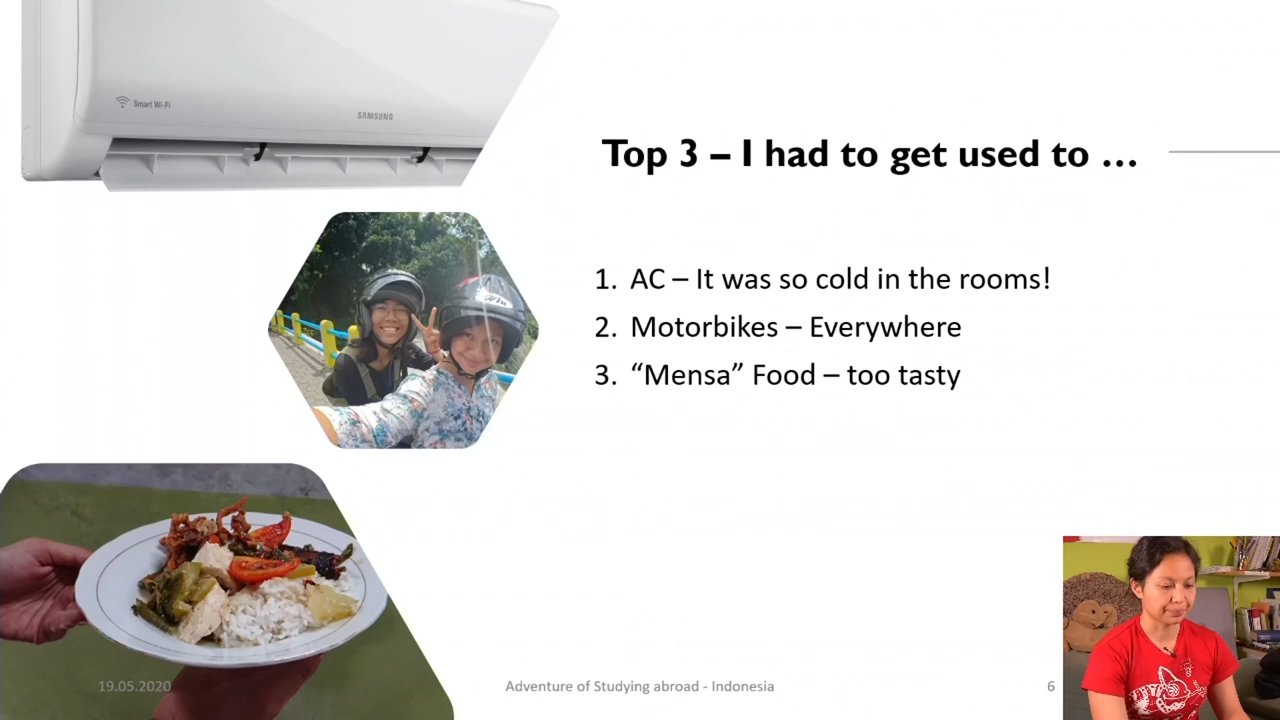 Smart Wi-Fi
SAMSUNG
Top 3 – I had to get used to ...
1. AC – It was so cold in the rooms!
2. Motorbikes – Everywhere
3. “Mensa” Food – too tasty
19.05.2020
Adventure of Studying abroad - Indonesia
6